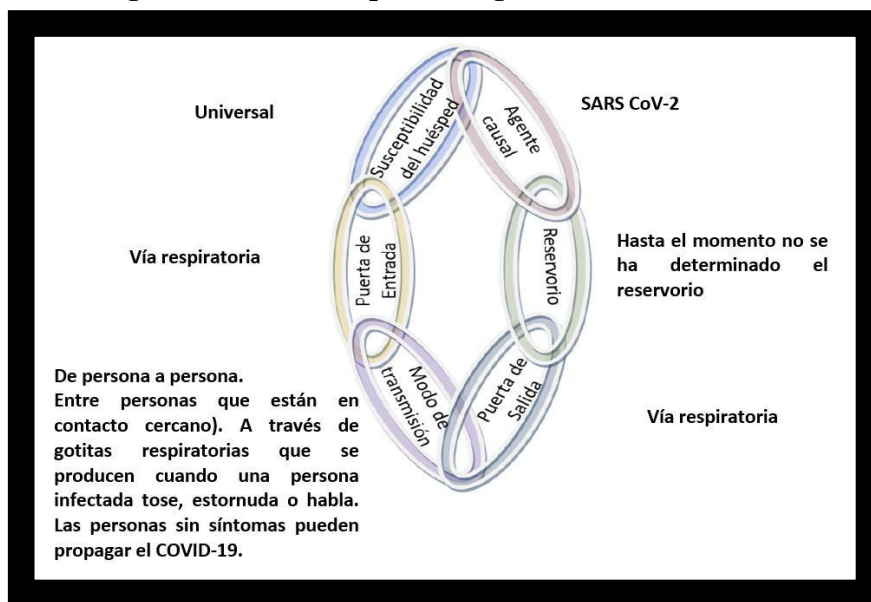 Universal
SARS CoV-2
Susceptibilidad
del huésped
Agente
causal
Vía respiratoria
Puerta de
Entrada
Reservorio
Hasta el momento no se
ha determinado el
reservorio
De persona a persona.
Entre personas que están en
contacto cercano). A través de
gotitas respiratorias que se
producen cuando una persona
infectada tose, estornuda o habla.
Las personas sin síntomas pueden
propagar el COVID-19.
Modo de
transmisión
Puerta de
Salida
Vía respiratoria